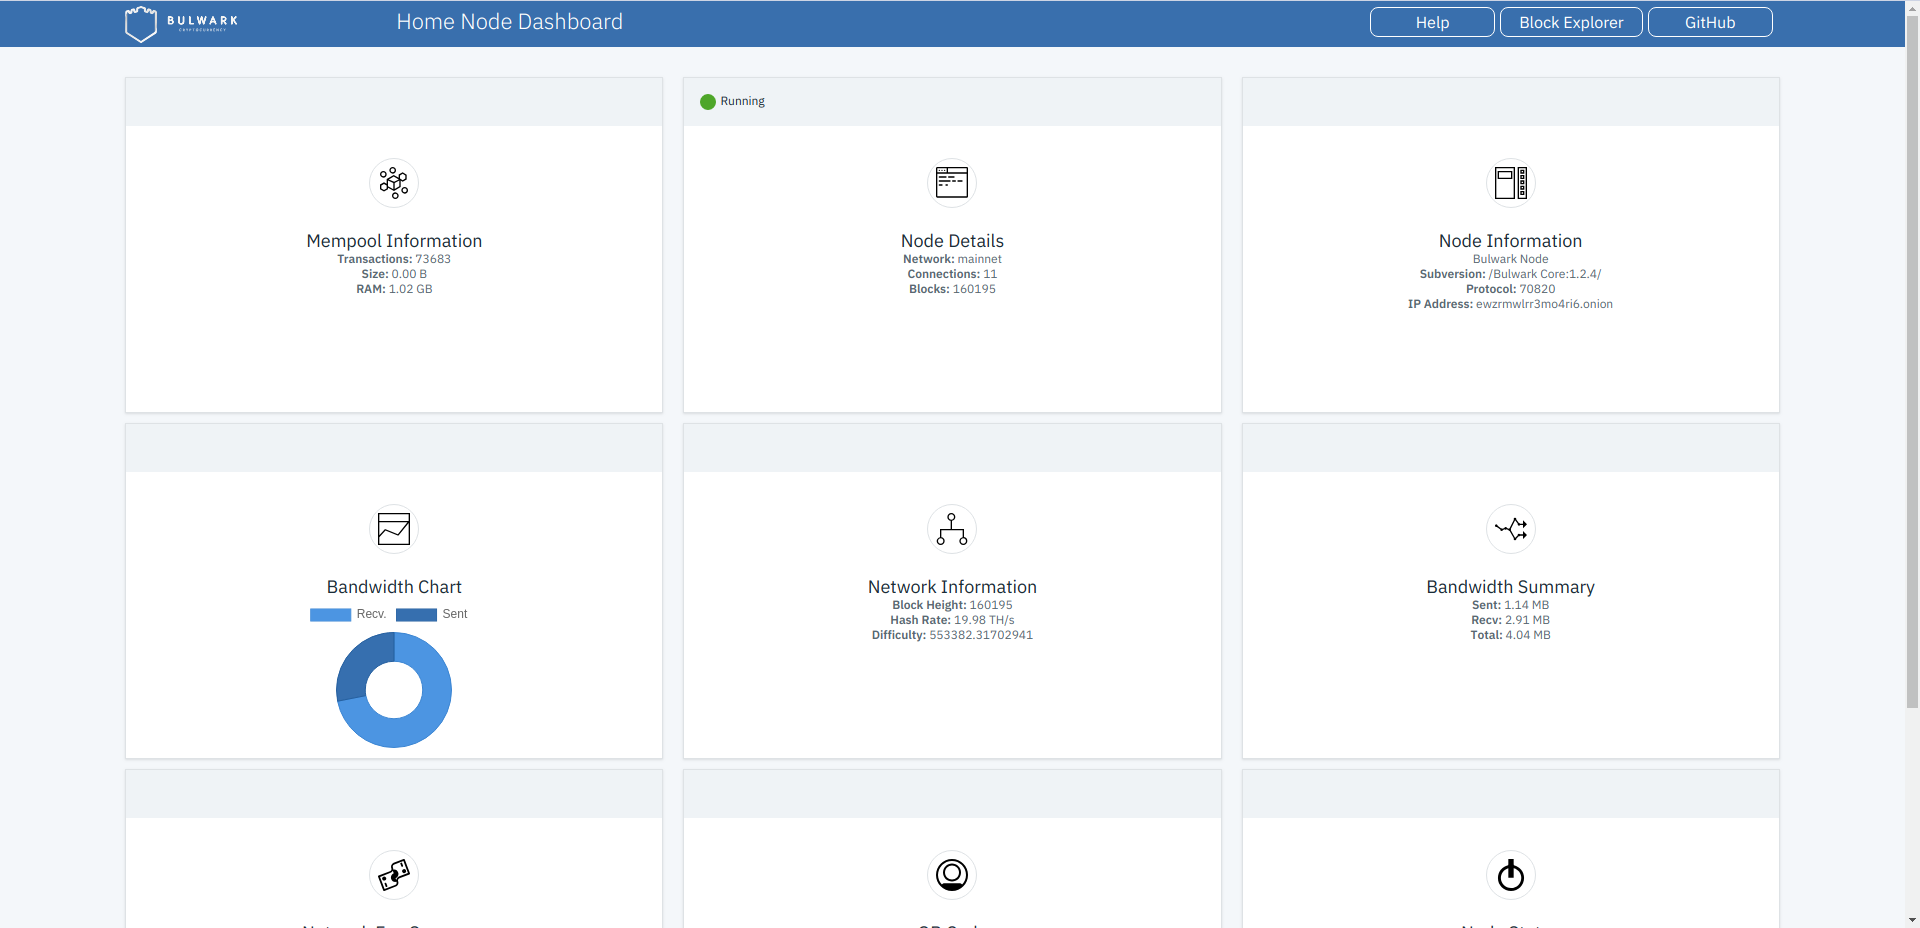 BULWARK
CRYPTOCURRENCY
Home Node Dashboard
Help
Block Explorer
GitHub
Mempool Information
Transactions: 73683
Size: 0.00 B
RAM: 1.02 GB
Running
Node Details
Network: mainnet
Connections: 11
Blocks: 160195
Node Information
Bulwark Node
Subversion: /Bulwark Core:1.2.4/
Protocol: 70820
IP Address: ewzrmwlrr3mo4ri6.onion
Bandwidth Chart
Recv.
Sent
Network Information
Block Height: 160195
Hash Rate: 19.98 TH/s
Difficulty: 553382.31702941
Bandwidth Summary
Sent: 1.14 MB
Recv: 2.91 MB
Total: 4.04 MB